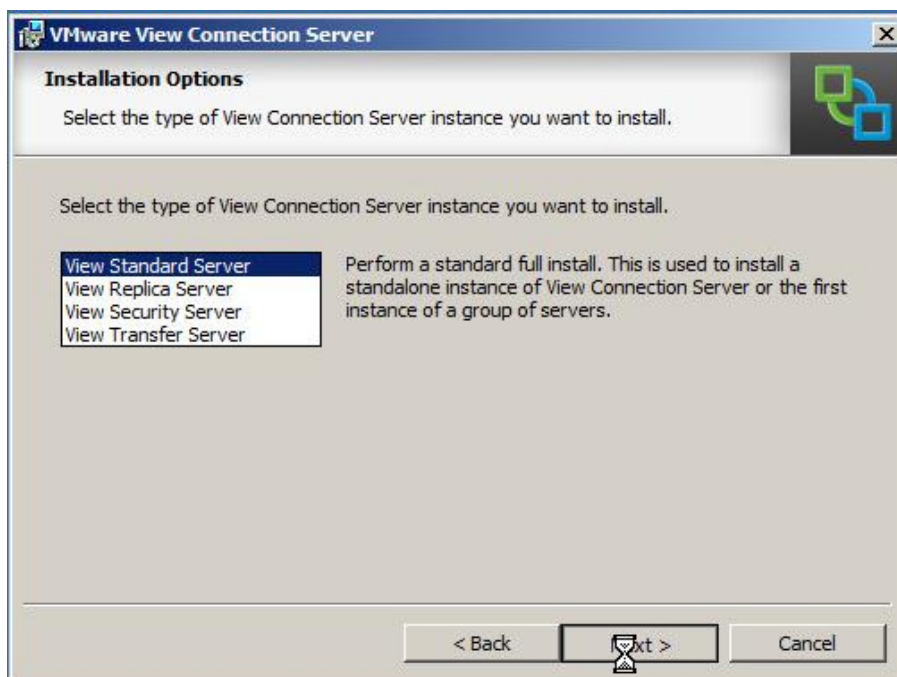 VMware View Connection Server
Installation Options
Select the type of View Connection Server instance you want to install.
Select the type of View Connection Server instance you want to install.
View Standard Server
View Replica Server
View Security Server
View Transfer Server
Perform a standard full install. This is used to install a
standalone instance of View Connection Server or the first
instance of a group of servers.
< Back
Next >
Cancel